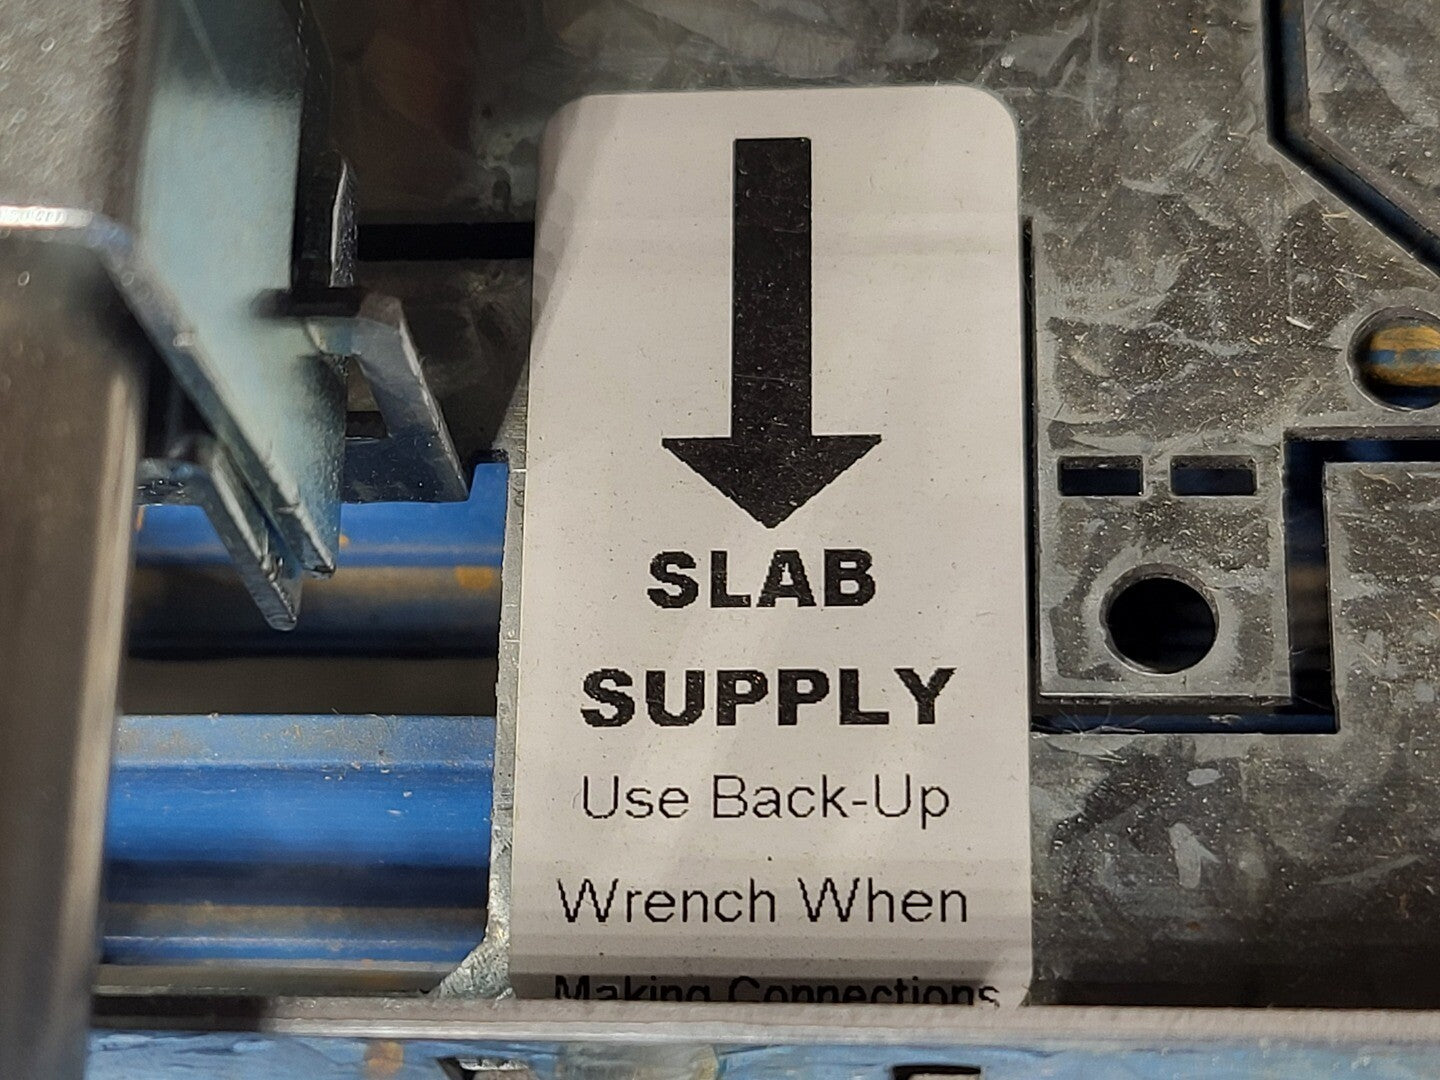 SLAB
SUPPLY
Use Back-Up
Wrench When
Making Connections